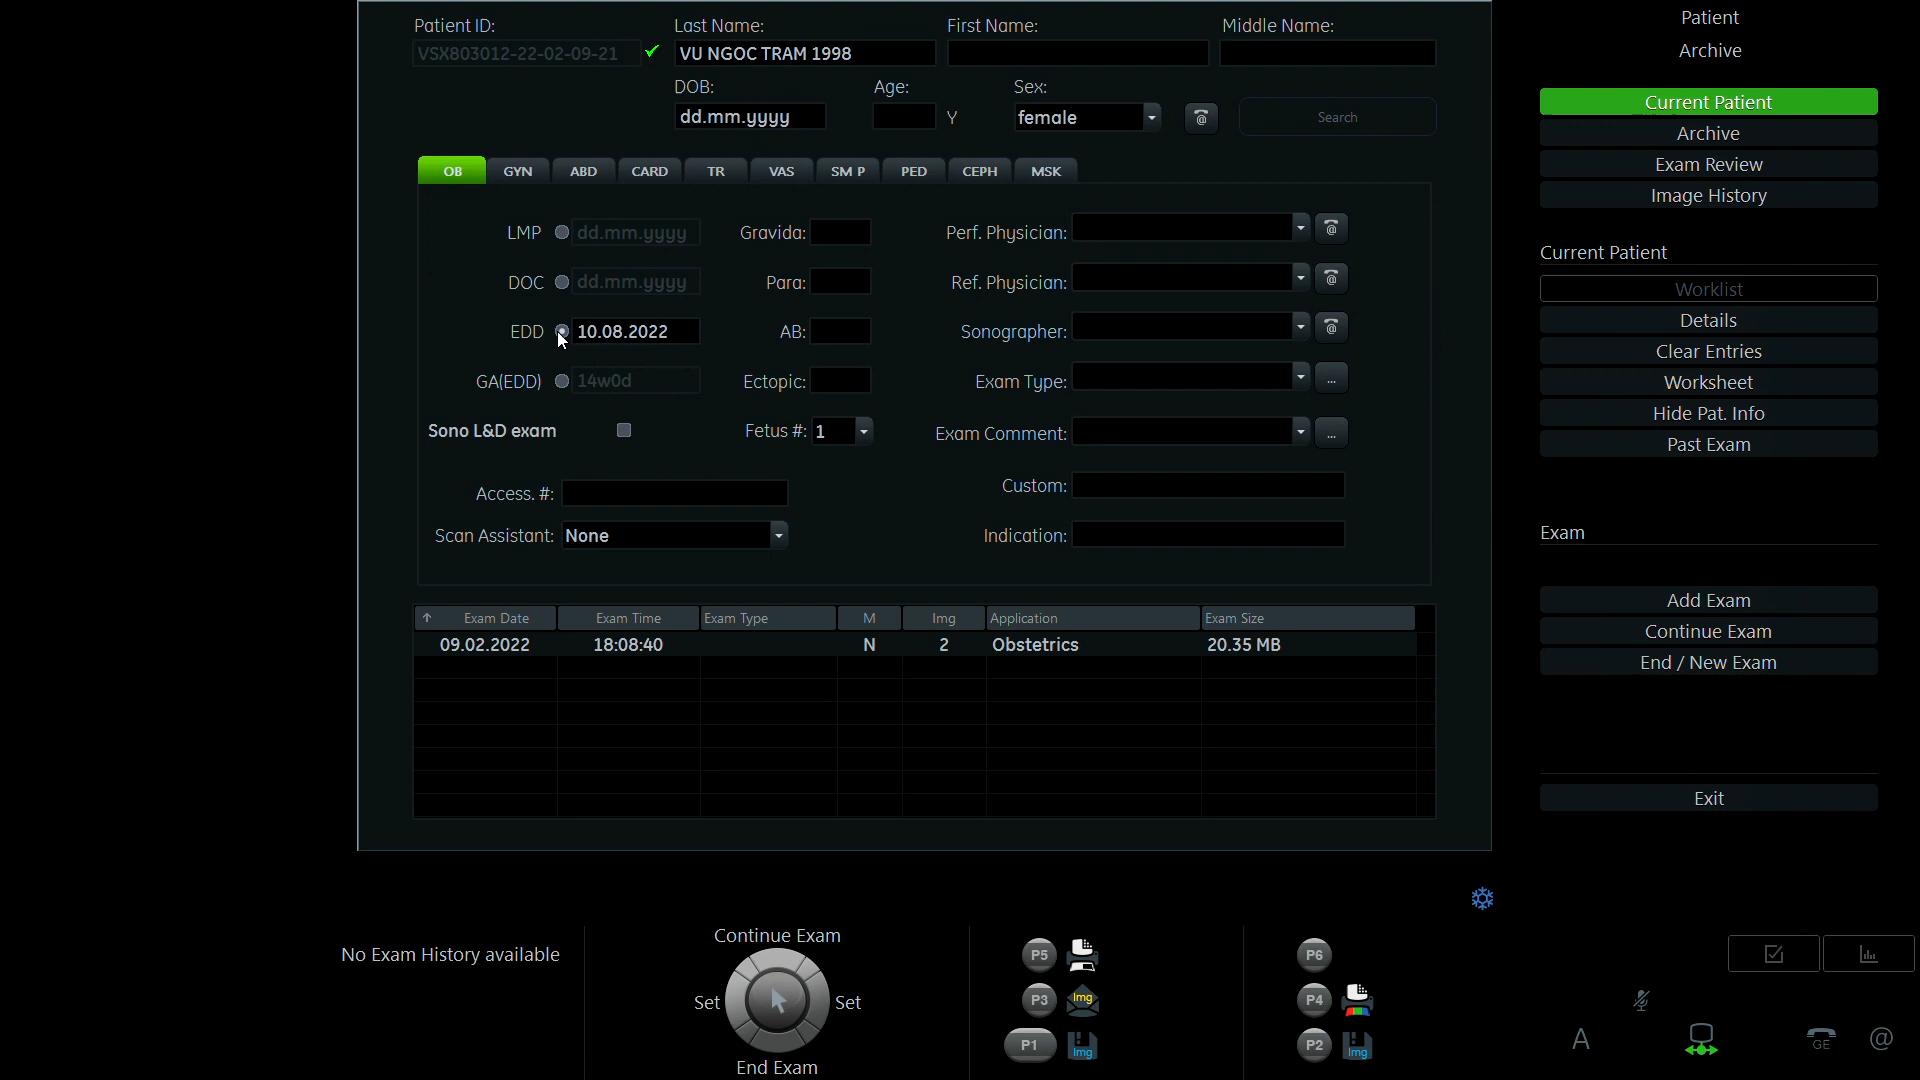 Patient ID: Last Name: First Name: Middle Name:
VSX803012-22-02-09-21 VU NGOC TRAM 1998
DOB: Age: Sex:
dd.mm.yyyy Y female @ Search
OB GYN ABD CARD TR VAS SM P PED CEPH MSK
LMP dd.mm.yyyy Gravida: Perf. Physician: @
DOC dd.mm.yyyy Para: Ref. Physician: @
EDD 10.08.2022 AB: Sonographer: @
GA(EDD) 14w0d Ectopic: Exam Type: ...
Sono L&D exam Fetus #: 1 Exam Comment: ...
Custom:
Access. #:
Scan Assistant: None Indication:
↑ Exam Date Exam Time Exam Type M Img Application Exam Size
09.02.2022 18:08:40 N 2 Obstetrics 20.35 MB
Patient
Archive
Current Patient
Archive
Exam Review
Image History
Current Patient
Worklist
Details
Clear Entries
Worksheet
Hide Pat. Info
Past Exam
Exam
Add Exam
Continue Exam
End / New Exam
Exit
No Exam History available
Continue Exam
Set Set
End Exam
P5 P6
P3 Img P4
P1 Img P2 Img
A GE @